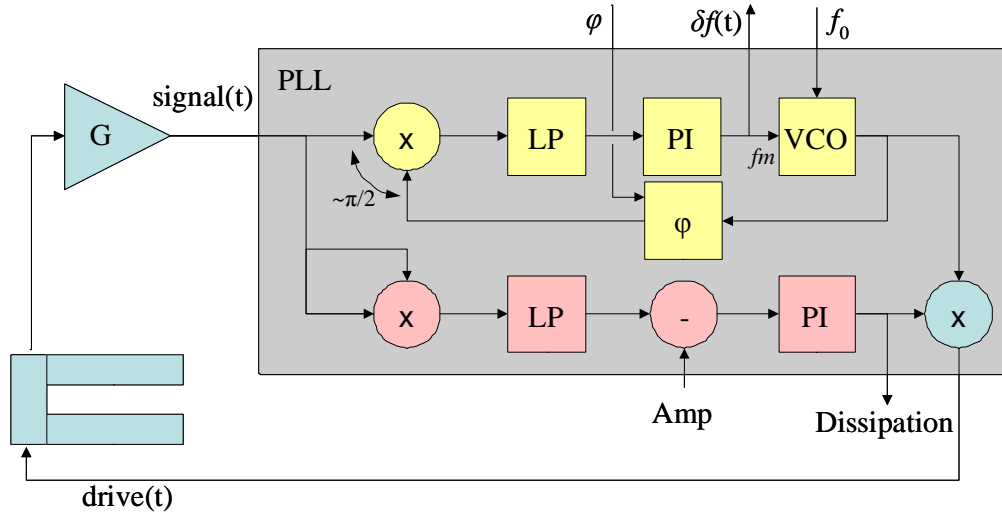 φ
δf(t)
f₀
PLL
signal(t)
G
x
LP
PI
fm
VCO
~π/2
φ
x
LP
-
PI
x
Amp
Dissipation
drive(t)